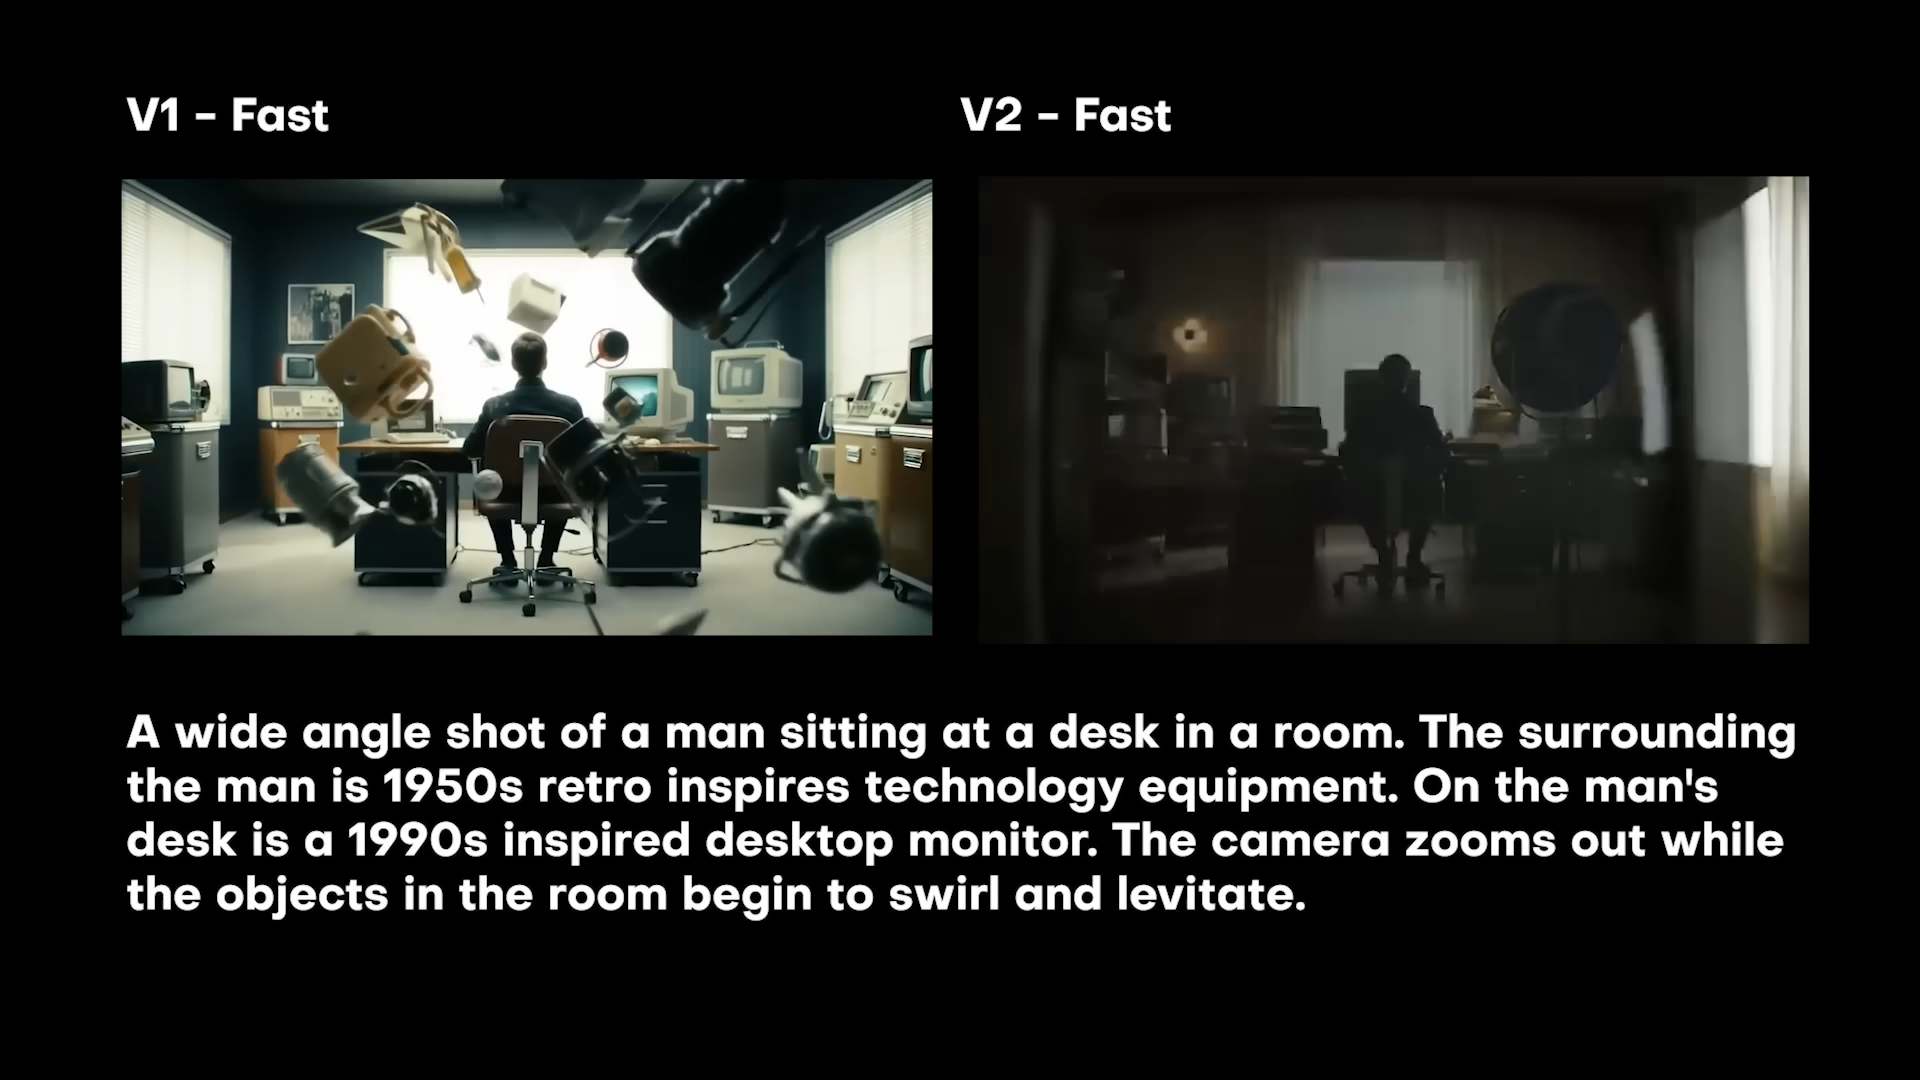 V1 – Fast
V2 – Fast
A wide angle shot of a man sitting at a desk in a room. The surrounding
the man is 1950s retro inspires technology equipment. On the man's
desk is a 1990s inspired desktop monitor. The camera zooms out while
the objects in the room begin to swirl and levitate.